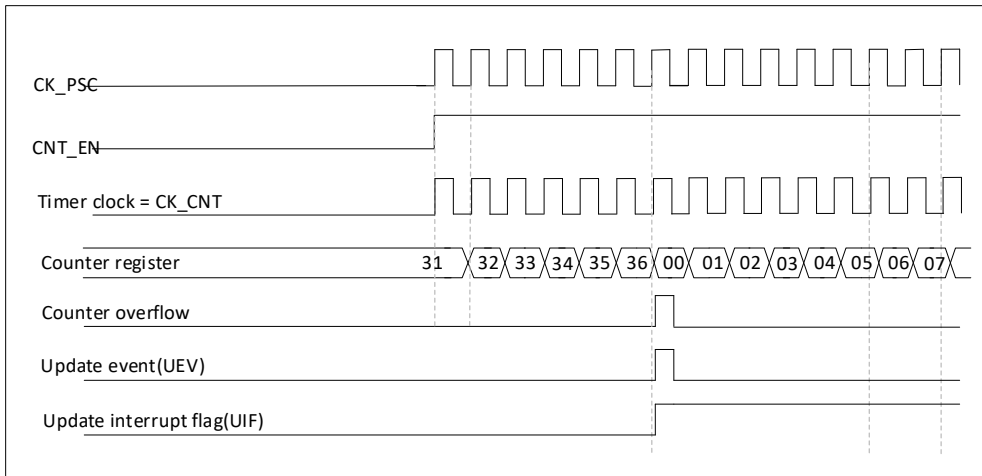 CK_PSC
CNT_EN
Timer clock = CK_CNT
Counter register 31 32 33 34 35 36 00 01 02 03 04 05 06 07
Counter overflow
Update event(UEV)
Update interrupt flag(UIF)